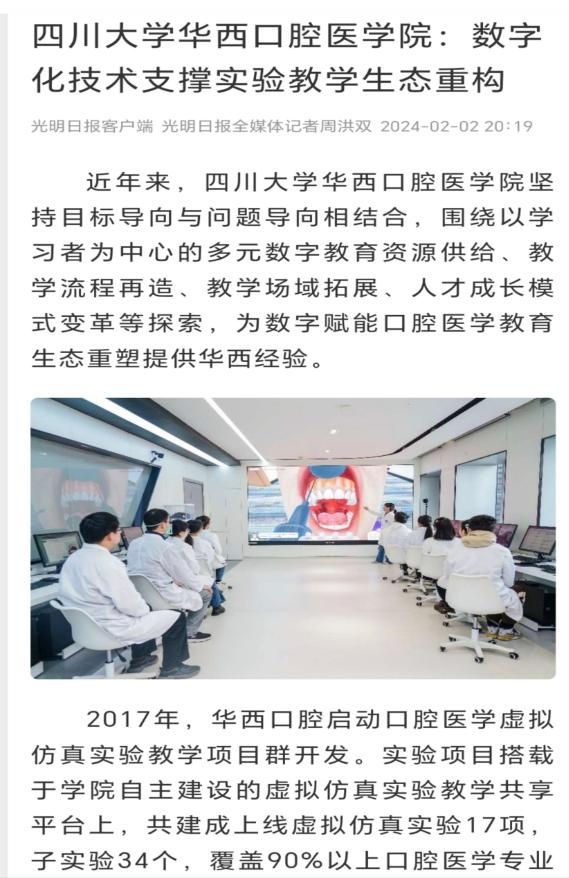 四川大学华西口腔医学院：数字
化技术支撑实验教学生态重构
光明日报客户端 光明日报全媒体记者周洪双 2024-02-02 20:19
近年来，四川大学华西口腔医学院坚
持目标导向与问题导向相结合，围绕以学
习者为中心的多元数字教育资源供给、教
学流程再造、教学场域拓展、人才成长模
式变革等探索，为数字赋能口腔医学教育
生态重塑提供华西经验。
2017年，华西口腔启动口腔医学虚拟
仿真实验教学项目群开发。实验项目搭载
于学院自主建设的虚拟仿真实验教学共享
平台上，共建成上线虚拟仿真实验17项，
子实验34个，覆盖90%以上口腔医学专业